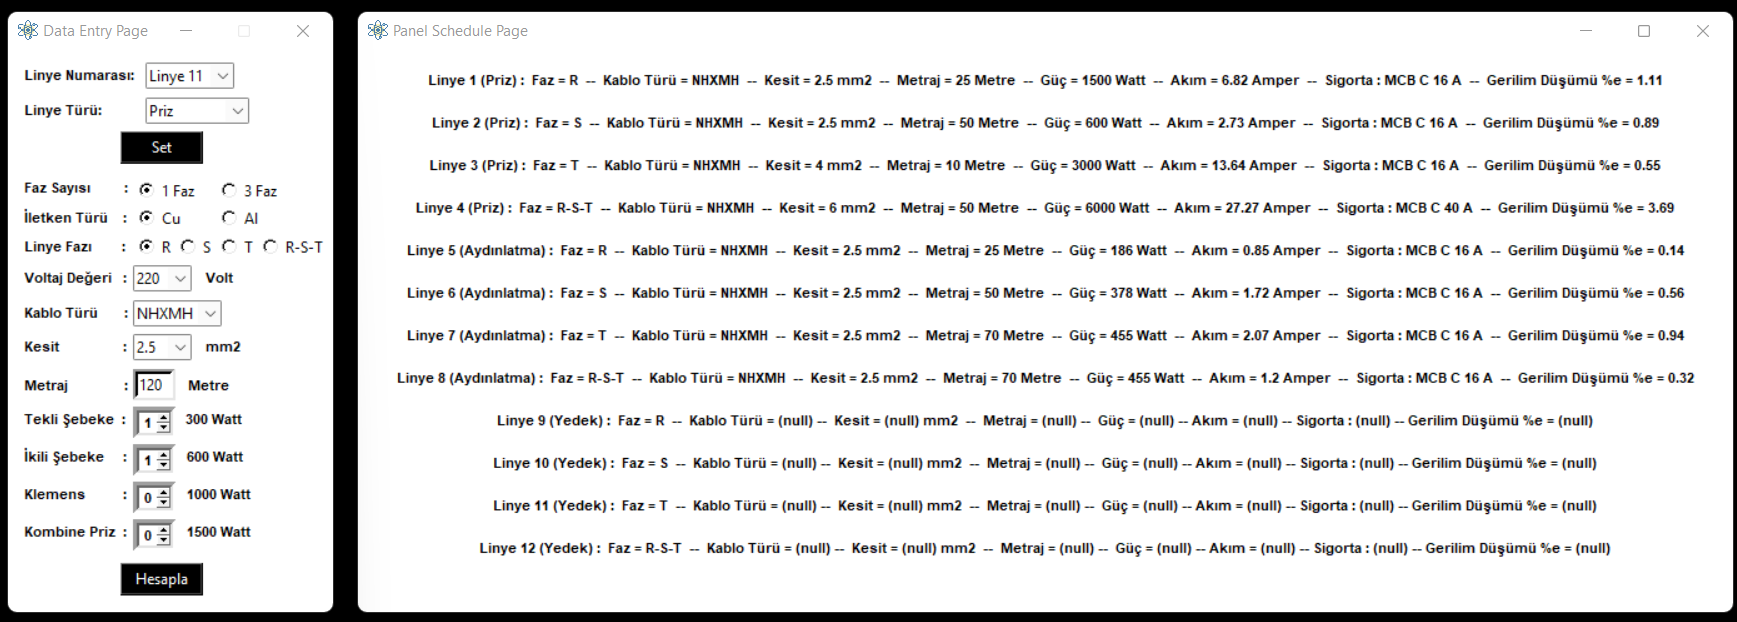 Data Entry Page
Linye Numarası: Linye 11
Linye Türü: Priz
Set
Faz Sayısı : 1 Faz 3 Faz
İletken Türü : Cu Al
Linye Fazı : R S T R-S-T
Voltaj Değeri : 220 Volt
Kablo Türü : NHXMH
Kesit : 2.5 mm2
Metraj : 120 Metre
Tekli Şebeke : 1 300 Watt
İkili Şebeke : 1 600 Watt
Klemens : 0 1000 Watt
Kombine Priz : 0 1500 Watt
Hesapla
Panel Schedule Page
Linye 1 (Priz) : Faz = R -- Kablo Türü = NHXMH -- Kesit = 2.5 mm2 -- Metraj = 25 Metre -- Güç = 1500 Watt -- Akım = 6.82 Amper -- Sigorta : MCB C 16 A -- Gerilim Düşümü %e = 1.11
Linye 2 (Priz) : Faz = S -- Kablo Türü = NHXMH -- Kesit = 2.5 mm2 -- Metraj = 50 Metre -- Güç = 600 Watt -- Akım = 2.73 Amper -- Sigorta : MCB C 16 A -- Gerilim Düşümü %e = 0.89
Linye 3 (Priz) : Faz = T -- Kablo Türü = NHXMH -- Kesit = 4 mm2 -- Metraj = 10 Metre -- Güç = 3000 Watt -- Akım = 13.64 Amper -- Sigorta : MCB C 16 A -- Gerilim Düşümü %e = 0.55
Linye 4 (Priz) : Faz = R-S-T -- Kablo Türü = NHXMH -- Kesit = 6 mm2 -- Metraj = 50 Metre -- Güç = 6000 Watt -- Akım = 27.27 Amper -- Sigorta : MCB C 40 A -- Gerilim Düşümü %e = 3.69
Linye 5 (Aydınlatma) : Faz = R -- Kablo Türü = NHXMH -- Kesit = 2.5 mm2 -- Metraj = 25 Metre -- Güç = 186 Watt -- Akım = 0.85 Amper -- Sigorta : MCB C 16 A -- Gerilim Düşümü %e = 0.14
Linye 6 (Aydınlatma) : Faz = S -- Kablo Türü = NHXMH -- Kesit = 2.5 mm2 -- Metraj = 50 Metre -- Güç = 378 Watt -- Akım = 1.72 Amper -- Sigorta : MCB C 16 A -- Gerilim Düşümü %e = 0.56
Linye 7 (Aydınlatma) : Faz = T -- Kablo Türü = NHXMH -- Kesit = 2.5 mm2 -- Metraj = 70 Metre -- Güç = 455 Watt -- Akım = 2.07 Amper -- Sigorta : MCB C 16 A -- Gerilim Düşümü %e = 0.94
Linye 8 (Aydınlatma) : Faz = R-S-T -- Kablo Türü = NHXMH -- Kesit = 2.5 mm2 -- Metraj = 70 Metre -- Güç = 455 Watt -- Akım = 1.2 Amper -- Sigorta : MCB C 16 A -- Gerilim Düşümü %e = 0.32
Linye 9 (Yedek) : Faz = R -- Kablo Türü = (null) -- Kesit = (null) mm2 -- Metraj = (null) -- Güç = (null) -- Akım = (null) -- Sigorta : (null) -- Gerilim Düşümü %e = (null)
Linye 10 (Yedek) : Faz = S -- Kablo Türü = (null) -- Kesit = (null) mm2 -- Metraj = (null) -- Güç = (null) -- Akım = (null) -- Sigorta : (null) -- Gerilim Düşümü %e = (null)
Linye 11 (Yedek) : Faz = T -- Kablo Türü = (null) -- Kesit = (null) mm2 -- Metraj = (null) -- Güç = (null) -- Akım = (null) -- Sigorta : (null) -- Gerilim Düşümü %e = (null)
Linye 12 (Yedek) : Faz = R-S-T -- Kablo Türü = (null) -- Kesit = (null) mm2 -- Metraj = (null) -- Güç = (null) -- Akım = (null) -- Sigorta : (null) -- Gerilim Düşümü %e = (null)